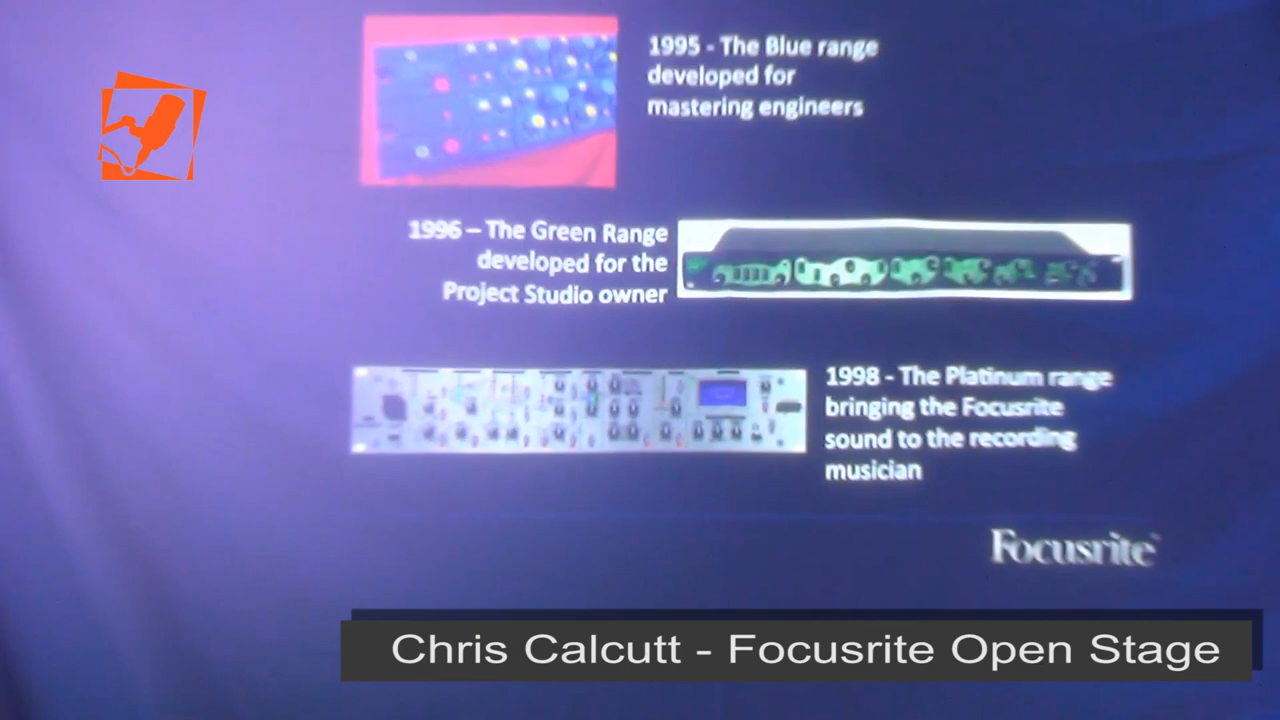 1995 - The Blue range
developed for
mastering engineers
1996 – The Green Range
developed for the
Project Studio owner
1998 - The Platinum range
bringing the Focusrite
sound to the recording
musician
Focusrite
Chris Calcutt - Focusrite Open Stage